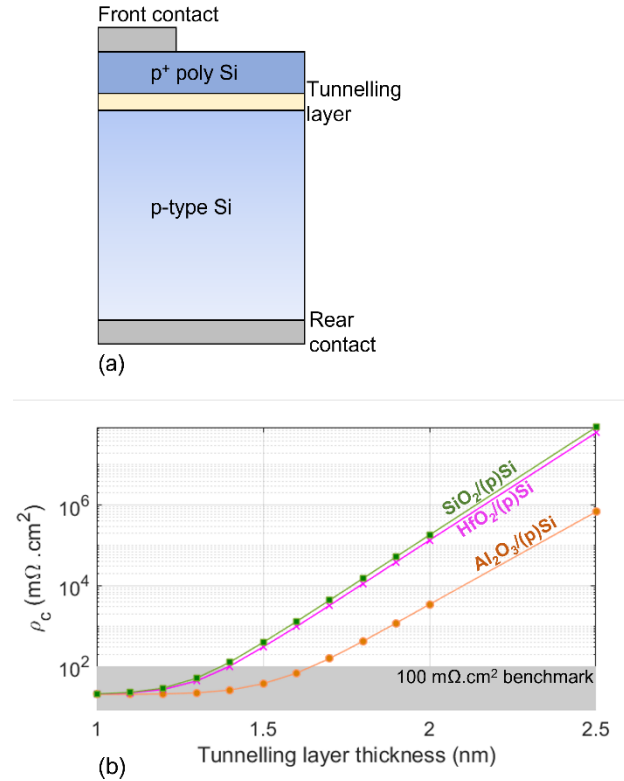 Front contact
p⁺ poly Si
Tunnelling
layer
p-type Si
Rear
contact
(a)
ρc (mΩ .cm²)
10⁶
10⁴
10²
SiO₂/(p)Si
HfO₂/(p)Si
Al₂O₃/(p)Si
100 mΩ.cm² benchmark
1
1.5
2
2.5
Tunnelling layer thickness (nm)
(b)